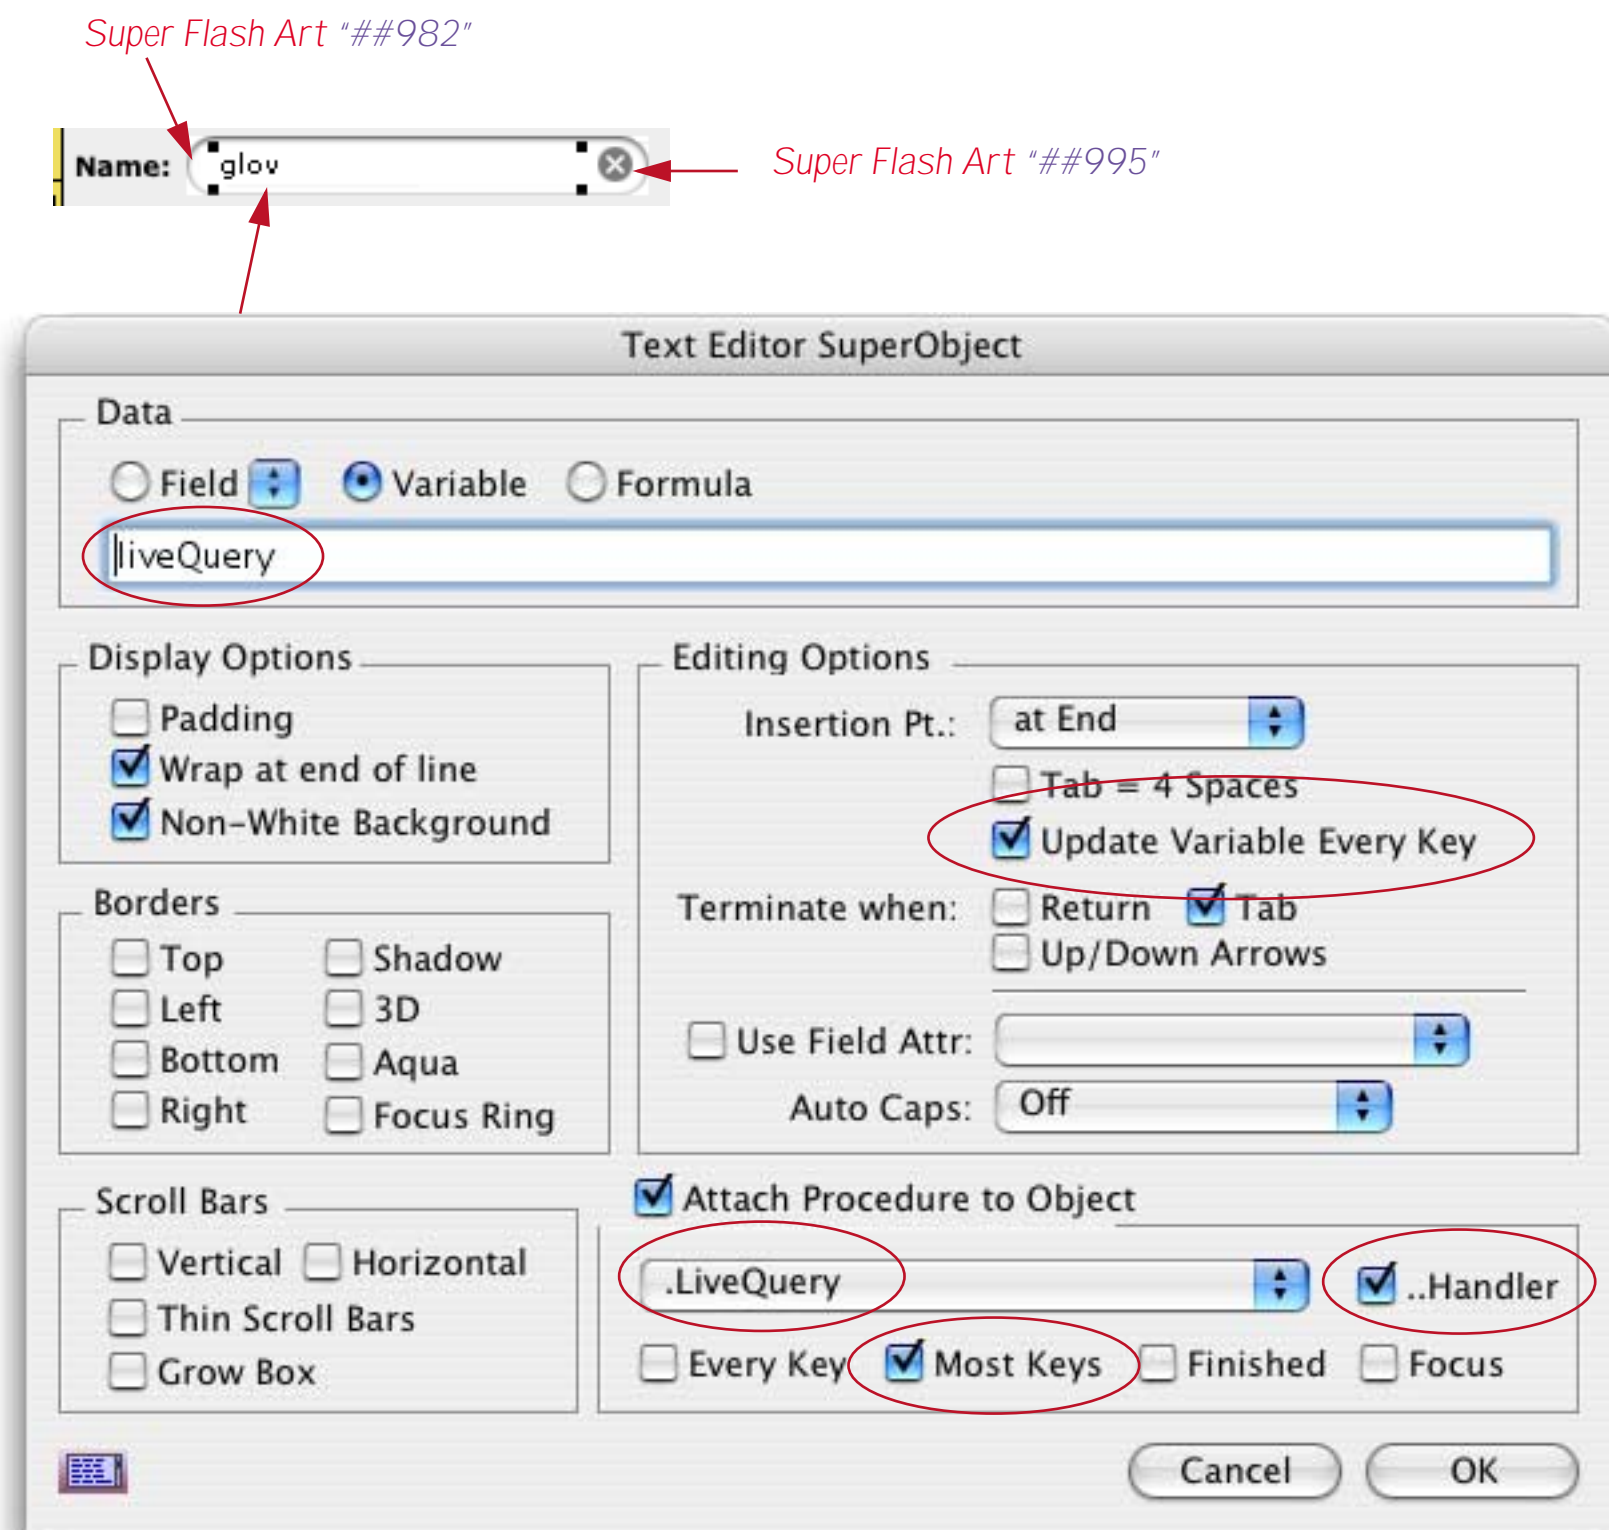 Super Flash Art "##982"
Name: glov
Super Flash Art "##995"
Text Editor SuperObject
Data
Field Variable Formula
liveQuery
Display Options
Padding
Wrap at end of line
Non-White Background
Editing Options
Insertion Pt.: at End
Tab = 4 Spaces
Update Variable Every Key
Terminate when: Return Tab
Up/Down Arrows
Use Field Attr:
Auto Caps: Off
Borders
Top Shadow
Left 3D
Bottom Aqua
Right Focus Ring
Scroll Bars
Vertical Horizontal
Thin Scroll Bars
Grow Box
Attach Procedure to Object
.LiveQuery ..Handler
Every Key Most Keys Finished Focus
Cancel OK